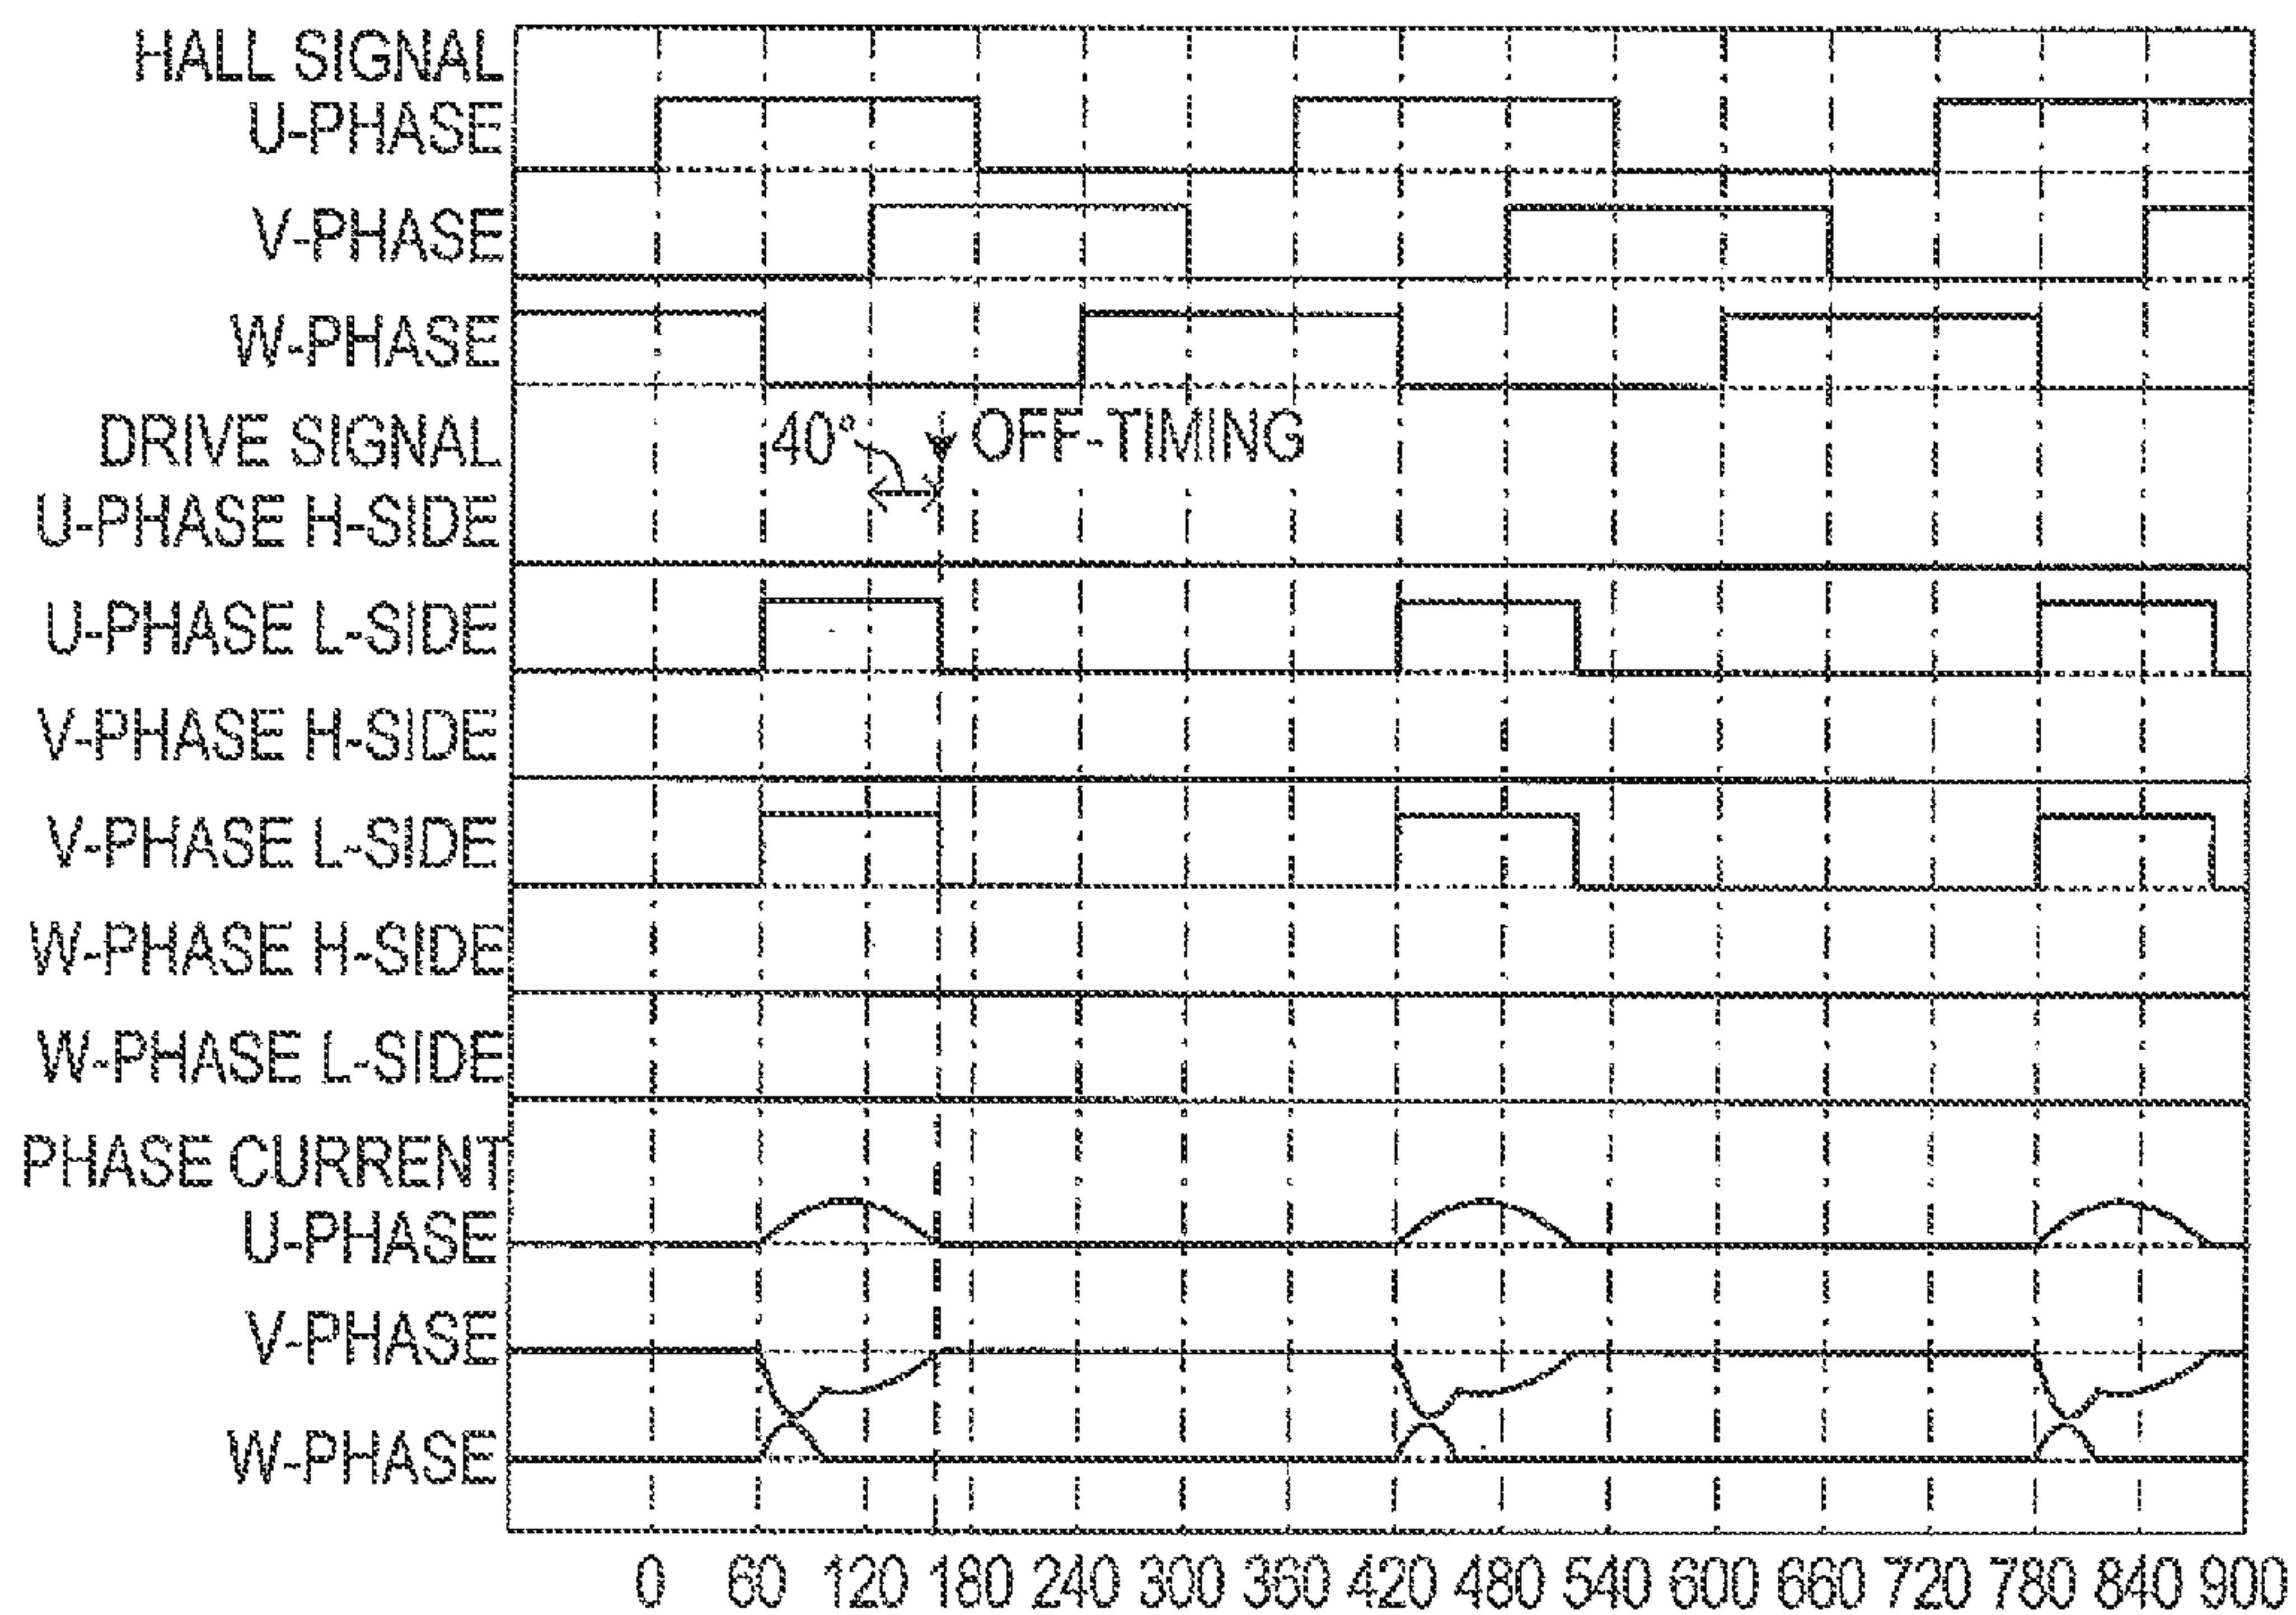 HALL SIGNAL
U-PHASE
V-PHASE
W-PHASE
DRIVE SIGNAL
40° OFF-TIMING
U-PHASE H-SIDE
U-PHASE L-SIDE
V-PHASE H-SIDE
V-PHASE L-SIDE
W-PHASE H-SIDE
W-PHASE L-SIDE
PHASE CURRENT
U-PHASE
V-PHASE
W-PHASE
0 60 120 180 240 300 360 420 480 540 600 660 720 780 840 900